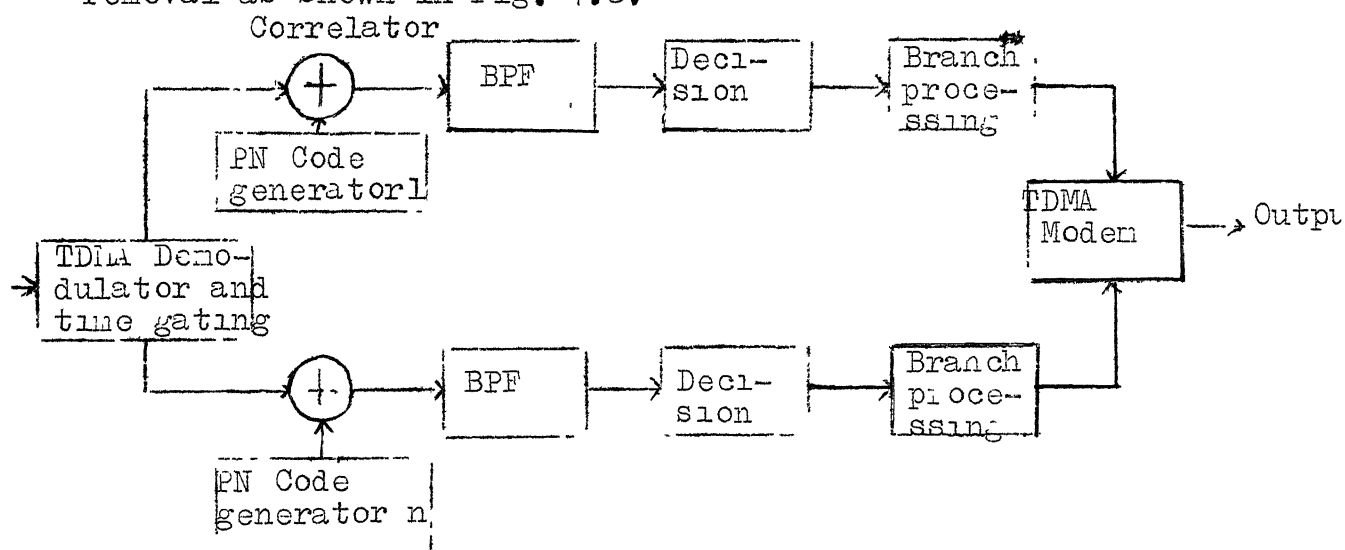 removal as shown in Fig. 7.3.
Correlator
BPF
Deci-
sion
Branch
proce-
ssing
PN Code
generator1
TDMA
Modem
Outpu
TDMA Demo-
dulator and
time gating
BPF
Deci-
sion
Branch
proce-
ssing
PN Code
generator n